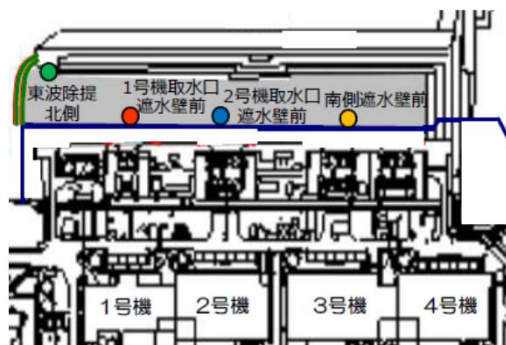 東波除堤
北側
1号機取水口
遮水壁前
2号機取水口
遮水壁前
南側遮水壁前
1号機
2号機
3号機
4号機